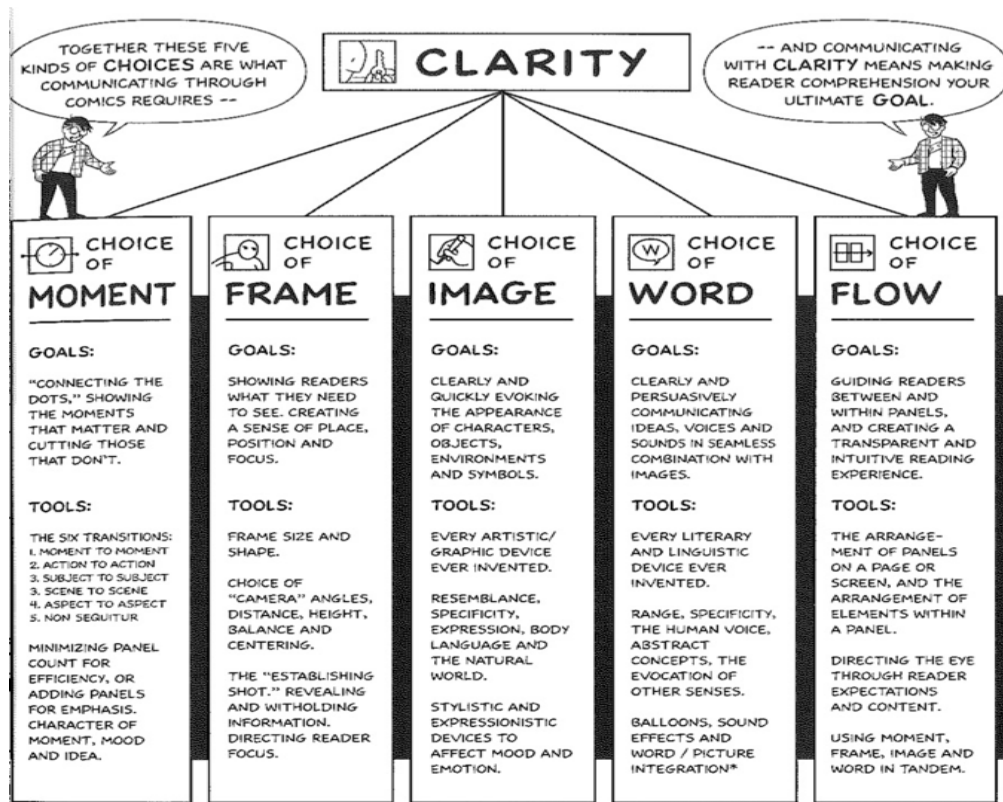 TOGETHER THESE FIVE
KINDS OF CHOICES ARE WHAT
COMMUNICATING THROUGH
COMICS REQUIRES --
CLARITY
-- AND COMMUNICATING
WITH CLARITY MEANS MAKING
READER COMPREHENSION YOUR
ULTIMATE GOAL.
CHOICE
OF
MOMENT
GOALS:
"CONNECTING THE
DOTS," SHOWING
THE MOMENTS
THAT MATTER AND
CUTTING THOSE
THAT DON'T.
TOOLS:
THE SIX TRANSITIONS:
1. MOMENT TO MOMENT
2. ACTION TO ACTION
3. SUBJECT TO SUBJECT
3. SCENE TO SCENE
4. ASPECT TO ASPECT
5. NON SEQUITUR
MINIMIZING PANEL
COUNT FOR
EFFICIENCY, OR
ADDING PANELS
FOR EMPHASIS.
CHARACTER OF
MOMENT, MOOD
AND IDEA.
CHOICE
OF
FRAME
GOALS:
SHOWING READERS
WHAT THEY NEED
TO SEE. CREATING
A SENSE OF PLACE,
POSITION AND
FOCUS.
TOOLS:
FRAME SIZE AND
SHAPE.
CHOICE OF
"CAMERA" ANGLES,
DISTANCE, HEIGHT,
BALANCE AND
CENTERING.
THE "ESTABLISHING
SHOT." REVEALING
AND WITHOLDING
INFORMATION.
DIRECTING READER
FOCUS.
CHOICE
OF
IMAGE
GOALS:
CLEARLY AND
QUICKLY EVOKING
THE APPEARANCE
OF CHARACTERS,
OBJECTS,
ENVIRONMENTS
AND SYMBOLS.
TOOLS:
EVERY ARTISTIC/
GRAPHIC DEVICE
EVER INVENTED.
RESEMBLANCE,
SPECIFICITY,
EXPRESSION, BODY
LANGUAGE AND
THE NATURAL
WORLD.
STYLISTIC AND
EXPRESSIONISTIC
DEVICES TO
AFFECT MOOD AND
EMOTION.
W
CHOICE
OF
WORD
GOALS:
CLEARLY AND
PERSUASIVELY
COMMUNICATING
IDEAS, VOICES AND
SOUNDS IN SEAMLESS
COMBINATION WITH
IMAGES.
TOOLS:
EVERY LITERARY
AND LINGUISTIC
DEVICE EVER
INVENTED.
RANGE, SPECIFICITY,
THE HUMAN VOICE,
ABSTRACT
CONCEPTS, THE
EVOCATION OF
OTHER SENSES.
BALLOONS, SOUND
EFFECTS AND
WORD / PICTURE
INTEGRATION*
CHOICE
OF
FLOW
GOALS:
GUIDING READERS
BETWEEN AND
WITHIN PANELS,
AND CREATING A
TRANSPARENT AND
INTUITIVE READING
EXPERIENCE.
TOOLS:
THE ARRANGE-
MENT OF PANELS
ON A PAGE OR
SCREEN, AND THE
ARRANGEMENT OF
ELEMENTS WITHIN
A PANEL.
DIRECTING THE EYE
THROUGH READER
EXPECTATIONS
AND CONTENT.
USING MOMENT,
FRAME, IMAGE AND
WORD IN TANDEM.